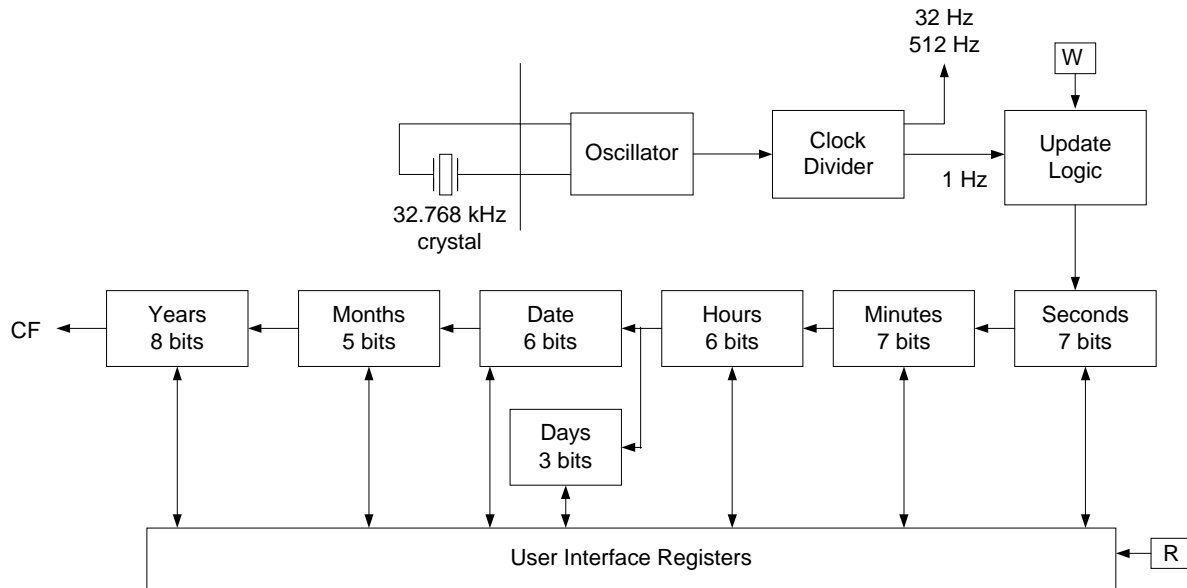 32 Hz
512 Hz
W
Oscillator
Clock
Divider
Update
Logic
1 Hz
32.768 kHz
crystal
CF
Years
8 bits
Months
5 bits
Date
6 bits
Hours
6 bits
Minutes
7 bits
Seconds
7 bits
Days
3 bits
User Interface Registers
R